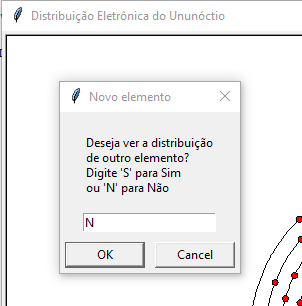 Distribuição Eletrônica do Ununóctio
Novo elemento
Deseja ver a distribuição
de outro elemento?
Digite 'S' para Sim
ou 'N' para Não
N
OK Cancel